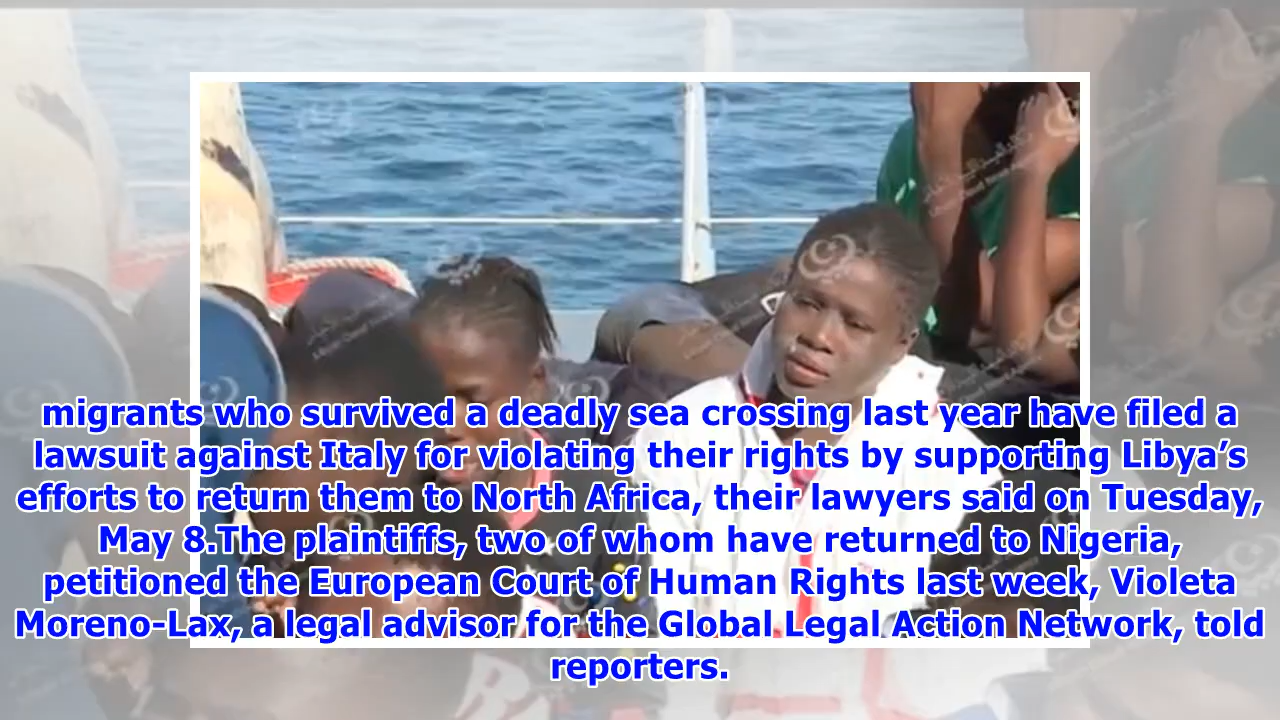 migrants who survived a deadly sea crossing last year have filed a
lawsuit against Italy for violating their rights by supporting Libya’s
efforts to return them to North Africa, their lawyers said on Tuesday,
May 8.The plaintiffs, two of whom have returned to Nigeria,
petitioned the European Court of Human Rights last week, Violeta
Moreno-Lax, a legal advisor for the Global Legal Action Network, told
reporters.